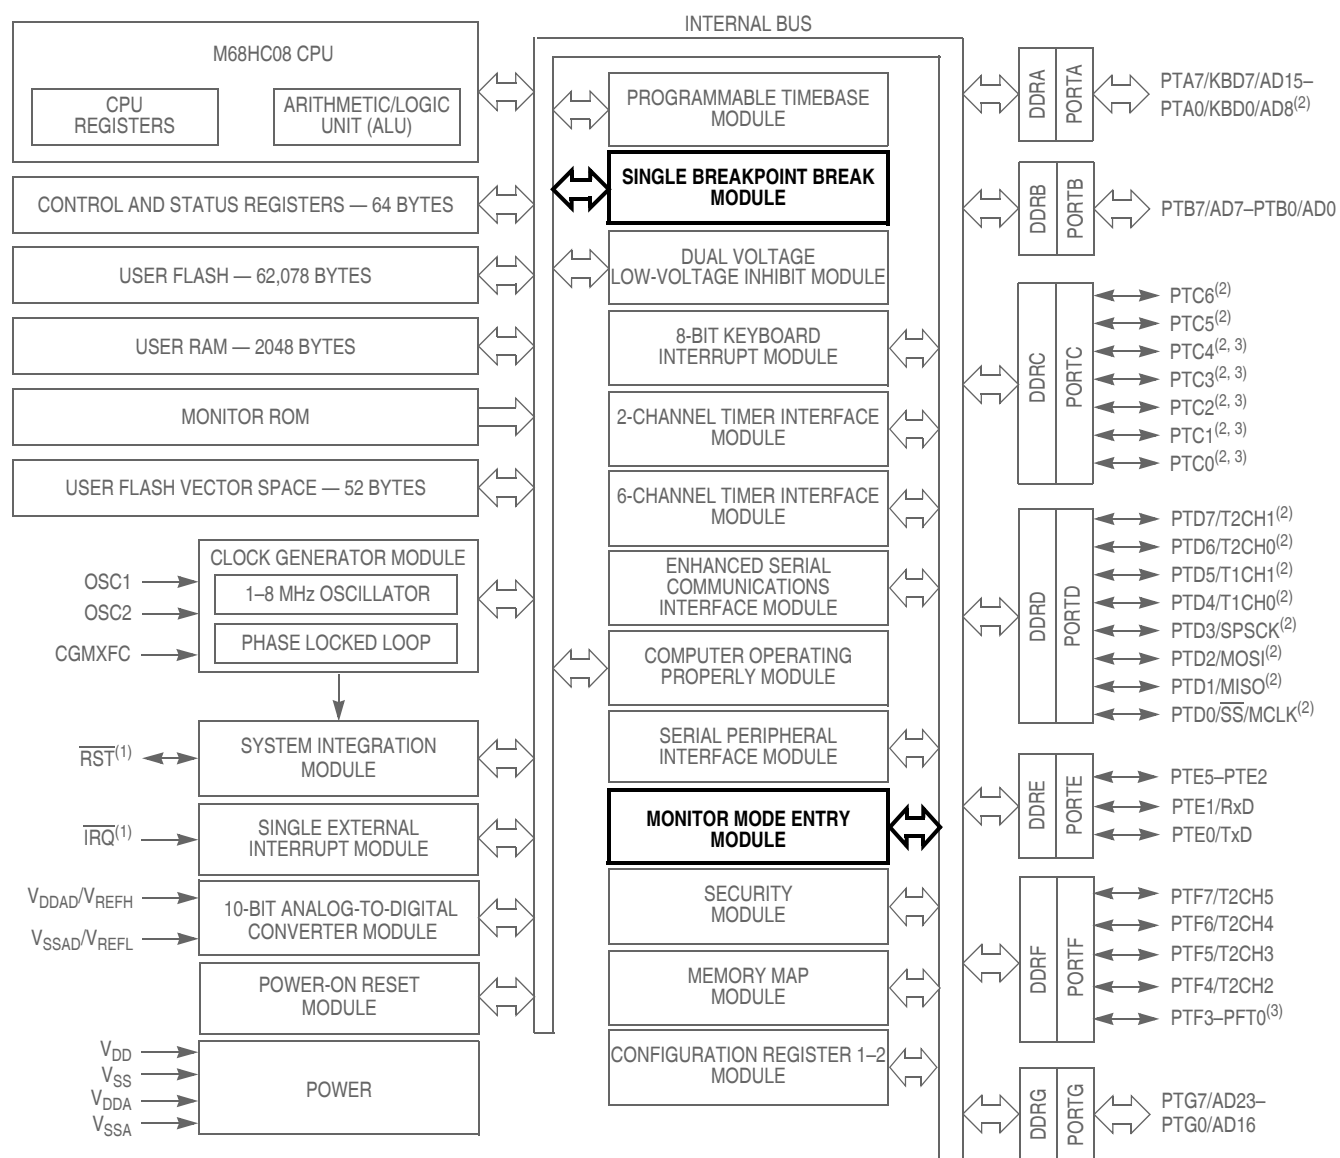 INTERNAL BUS
M68HC08 CPU
CPU
REGISTERS
ARITHMETIC/LOGIC
UNIT (ALU)
CONTROL AND STATUS REGISTERS — 64 BYTES
USER FLASH — 62,078 BYTES
USER RAM — 2048 BYTES
MONITOR ROM
USER FLASH VECTOR SPACE — 52 BYTES
CLOCK GENERATOR MODULE
1–8 MHz OSCILLATOR
PHASE LOCKED LOOP
OSC1
OSC2
CGMXFC
SYSTEM INTEGRATION
MODULE
RST(1)
SINGLE EXTERNAL
INTERRUPT MODULE
IRQ(1)
10-BIT ANALOG-TO-DIGITAL
CONVERTER MODULE
VDDAD/VREFH
VSSAD/VREFL
POWER-ON RESET
MODULE
POWER
VDD
VSS
VDDA
VSSA
PROGRAMMABLE TIMEBASE
MODULE
SINGLE BREAKPOINT BREAK
MODULE
DUAL VOLTAGE
LOW-VOLTAGE INHIBIT MODULE
8-BIT KEYBOARD
INTERRUPT MODULE
2-CHANNEL TIMER INTERFACE
MODULE
6-CHANNEL TIMER INTERFACE
MODULE
ENHANCED SERIAL
COMMUNICATIONS
INTERFACE MODULE
COMPUTER OPERATING
PROPERLY MODULE
SERIAL PERIPHERAL
INTERFACE MODULE
MONITOR MODE ENTRY
MODULE
SECURITY
MODULE
MEMORY MAP
MODULE
CONFIGURATION REGISTER 1–2
MODULE
DDRA
PORTA
PTA7/KBD7/AD15–
PTA0/KBD0/AD8(2)
DDRB
PORTB
PTB7/AD7–PTB0/AD0
DDRC
PORTC
PTC6(2)
PTC5(2)
PTC4(2, 3)
PTC3(2, 3)
PTC2(2, 3)
PTC1(2, 3)
PTC0(2, 3)
DDRD
PORTD
PTD7/T2CH1(2)
PTD6/T2CH0(2)
PTD5/T1CH1(2)
PTD4/T1CH0(2)
PTD3/SPSCK(2)
PTD2/MOSI(2)
PTD1/MISO(2)
PTD0/SS/MCLK(2)
DDRE
PORTE
PTE5–PTE2
PTE1/RxD
PTE0/TxD
DDRF
PORTF
PTF7/T2CH5
PTF6/T2CH4
PTF5/T2CH3
PTF4/T2CH2
PTF3–PFT0(3)
DDRG
PORTG
PTG7/AD23–
PTG0/AD16